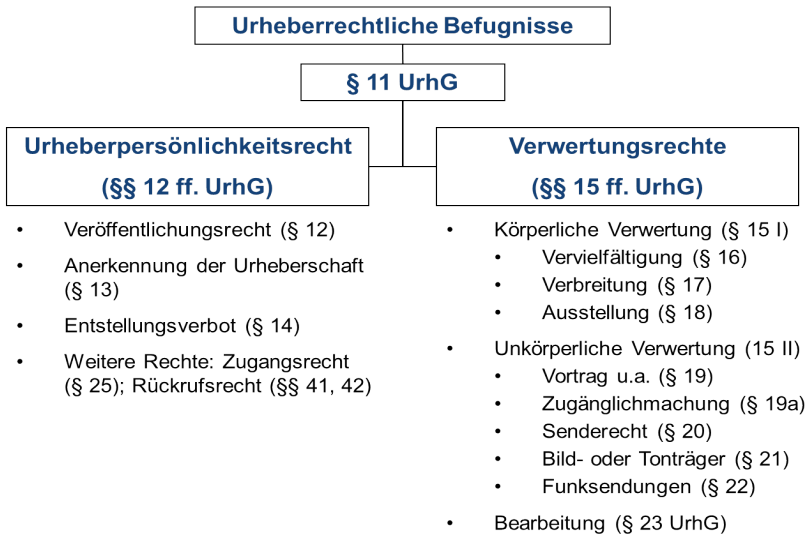 Urheberrechtliche Befugnisse
§ 11 UrhG
Urheberpersönlichkeitsrecht
(§§ 12 ff. UrhG)
• Veröffentlichungsrecht (§ 12)
• Anerkennung der Urheberschaft
(§ 13)
• Entstellungsverbot (§ 14)
• Weitere Rechte: Zugangsrecht
(§ 25); Rückrufsrecht (§§ 41, 42)
Verwertungsrechte
(§§ 15 ff. UrhG)
• Körperliche Verwertung (§ 15 I)
• Vervielfältigung (§ 16)
• Verbreitung (§ 17)
• Ausstellung (§ 18)
• Unkörperliche Verwertung (15 II)
• Vortrag u.a. (§ 19)
• Zugänglichmachung (§ 19a)
• Senderecht (§ 20)
• Bild- oder Tonträger (§ 21)
• Funksendungen (§ 22)
• Bearbeitung (§ 23 UrhG)